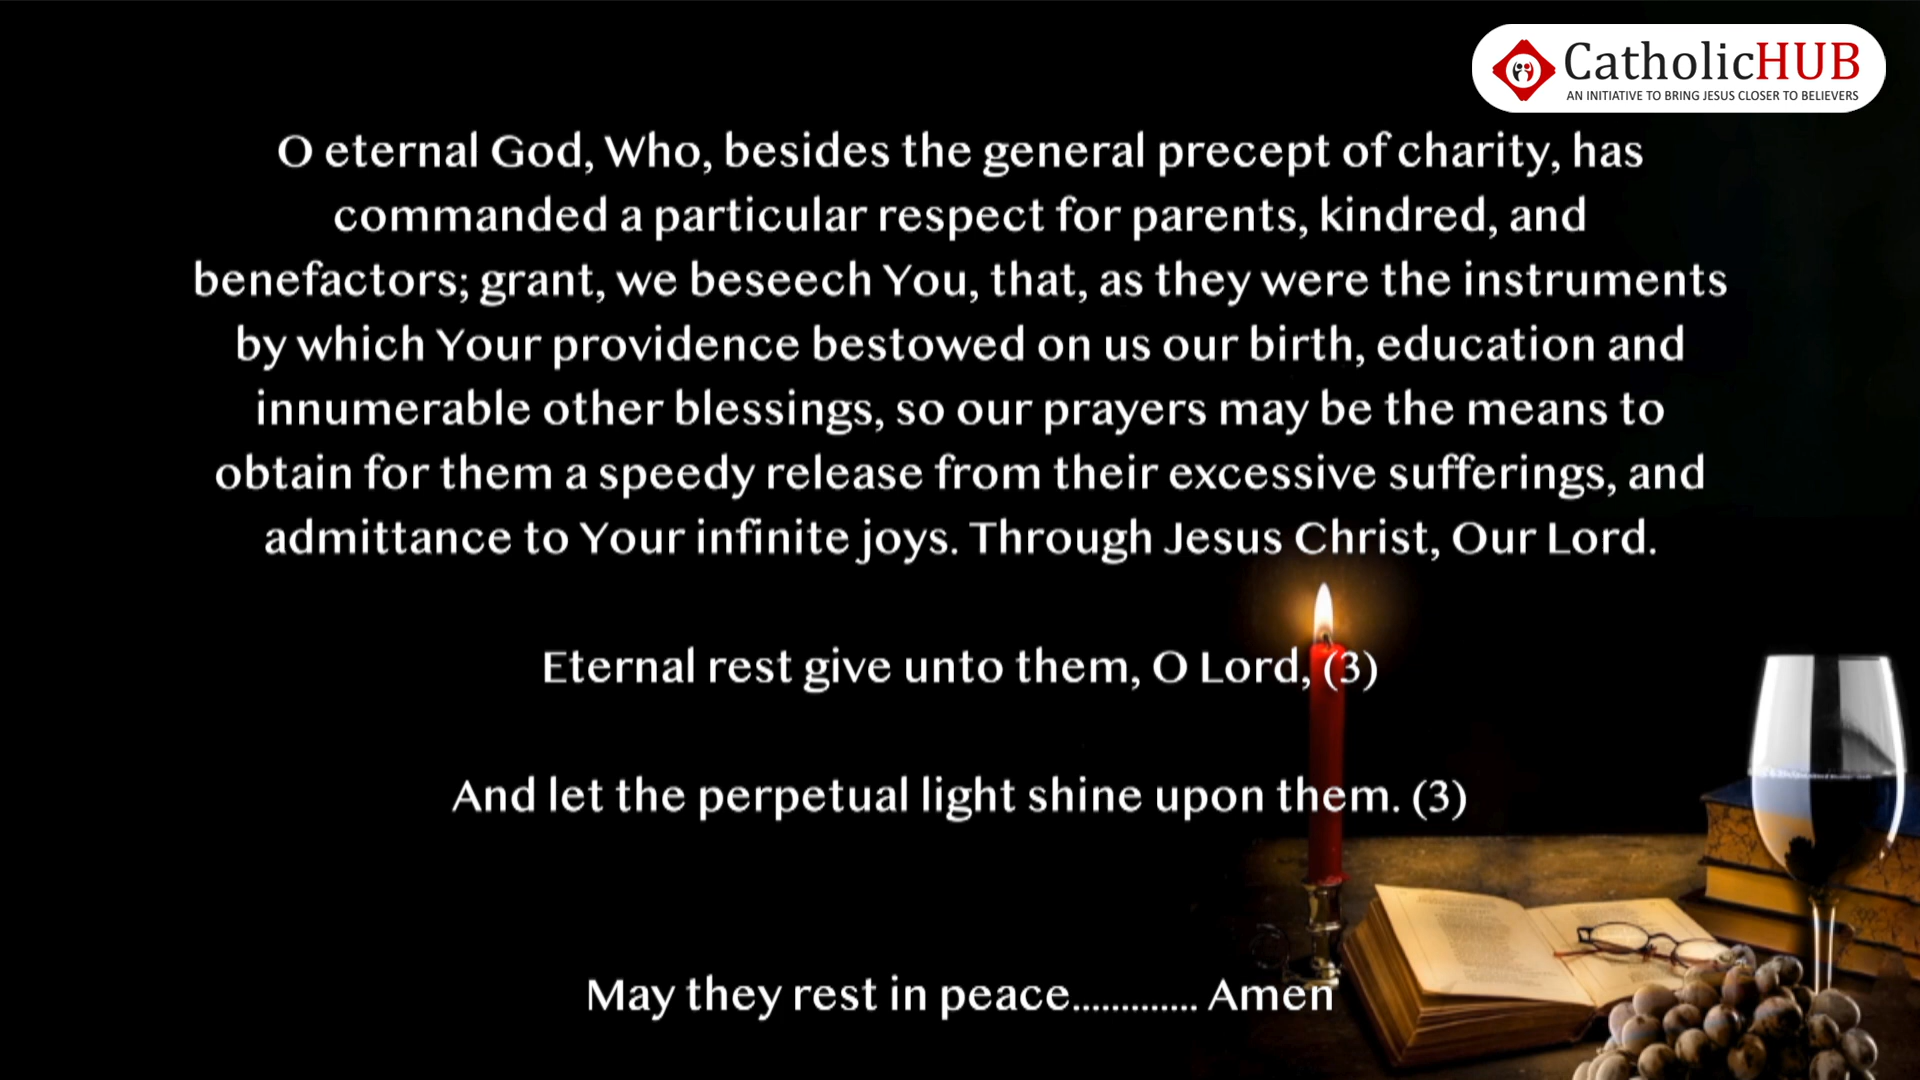 CatholicHUB
AN INITIATIVE TO BRING JESUS CLOSER TO BELIEVERS
O eternal God, Who, besides the general precept of charity, has
commanded a particular respect for parents, kindred, and
benefactors; grant, we beseech You, that, as they were the instruments
by which Your providence bestowed on us our birth, education and
innumerable other blessings, so our prayers may be the means to
obtain for them a speedy release from their excessive sufferings, and
admittance to Your infinite joys. Through Jesus Christ, Our Lord.
Eternal rest give unto them, O Lord, (3)
And let the perpetual light shine upon them. (3)
May they rest in peace............. Amen